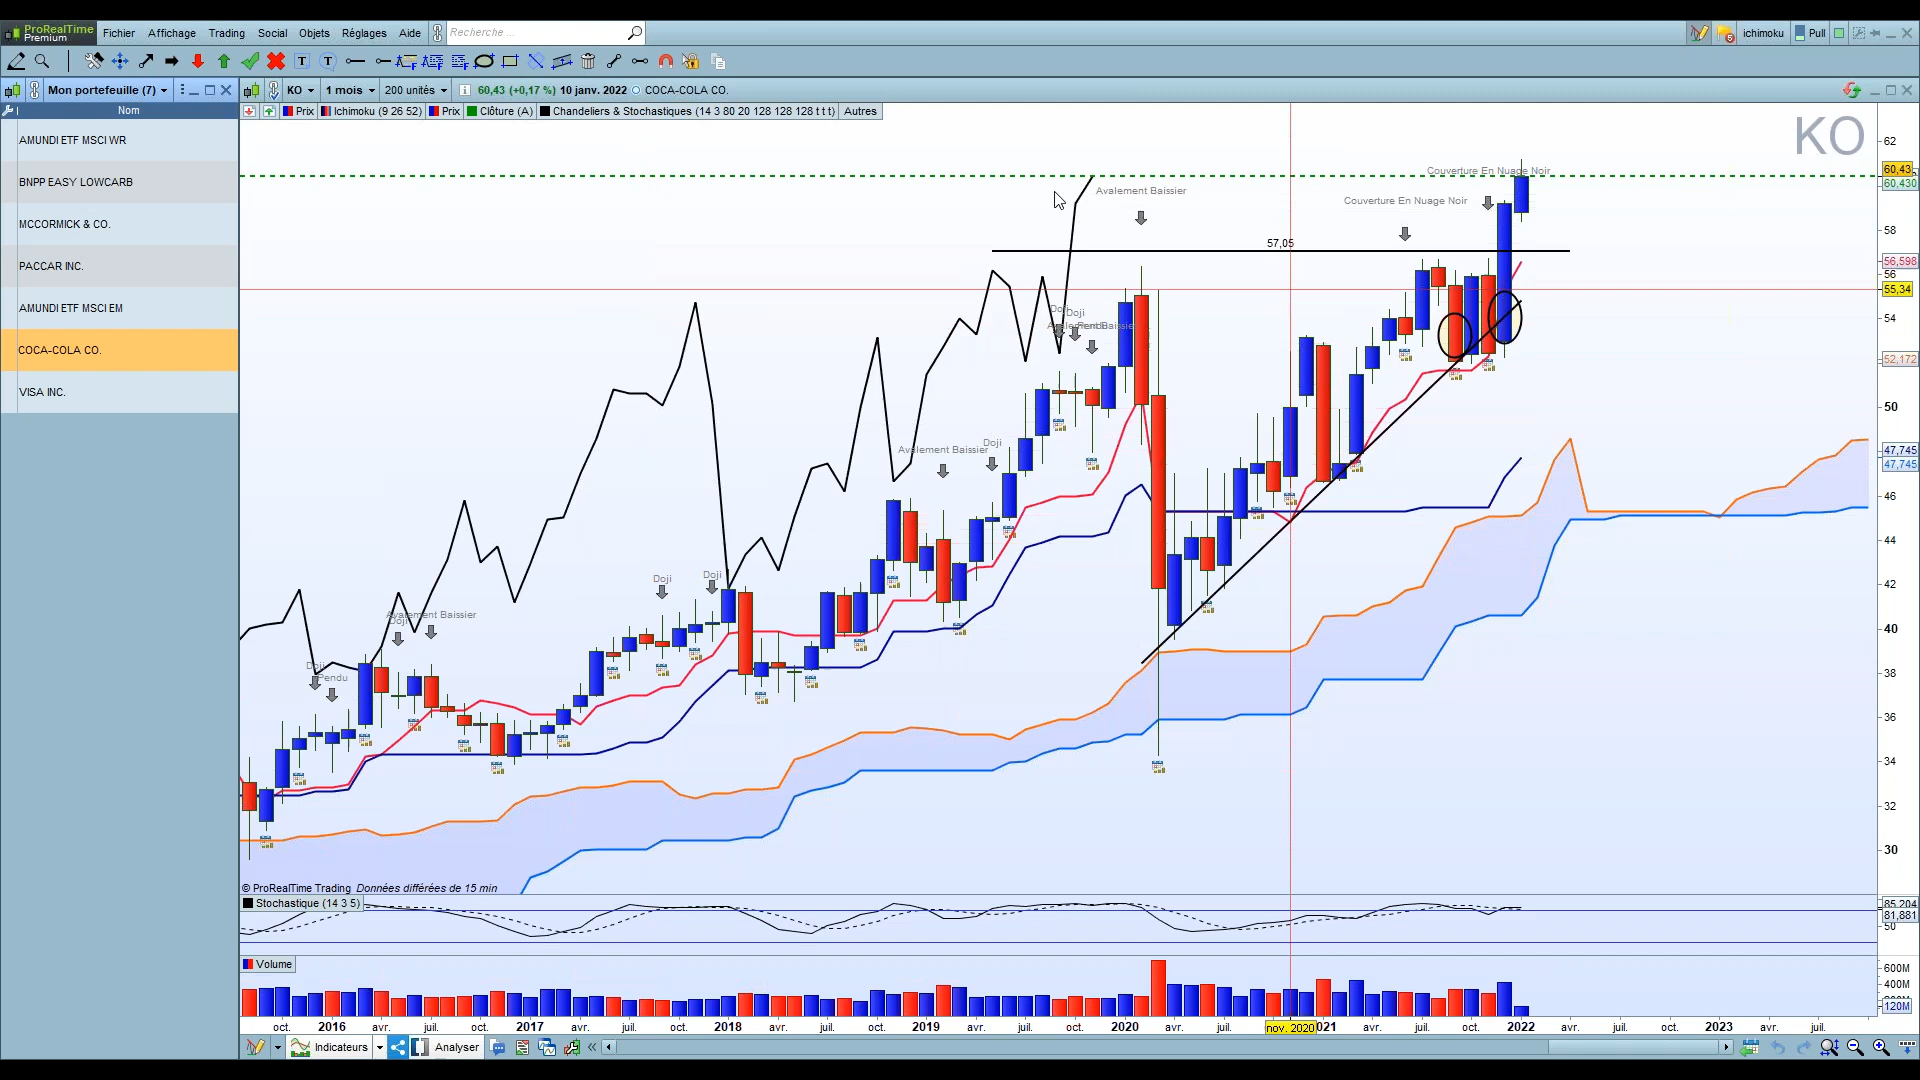 ProRealTime
Premium
Fichier Affichage Trading Social Objets Réglages Aide
Recherche ...
ichimoku Pull
Mon portefeuille (7)
KO 1 mois 200 unités 60,43 (+0,17 %) 10 janv. 2022 COCA-COLA CO.
Nom
AMUNDI ETF MSCI WR
BNPP EASY LOWCARB
MCCORMICK & CO.
PACCAR INC.
AMUNDI ETF MSCI EM
COCA-COLA CO.
VISA INC.
Prix Ichimoku (9 26 52) Prix Clôture (A) Chandeliers & Stochastiques (14 3 80 20 128 128 128 t t t) Autres
KO
Couverture En Nuage Noir
Avalement Baissier
Couverture En Nuage Noir
57,05
Doji
Doji
Avalement Baissier
Doji
Doji
Doji
Avalement Baissier
Doji
Pendu
62
60,43
60,430
58
56,598
56
55,34
54
52,172
50
47,745
47,745
46
44
42
40
38
36
34
32
30
© ProRealTime Trading Données différées de 15 min
Stochastique (14 3 5)
85,204
81,881
50
Volume
600M
400M
120M
oct. 2016 avr. juil. oct. 2017 avr. juil. oct. 2018 avr. juil. oct. 2019 avr. juil. oct. 2020 avr. juil. nov. 2020 021 avr. juil. oct. 2022 avr. juil. oct. 2023 avr. juil.
Indicateurs Analyser